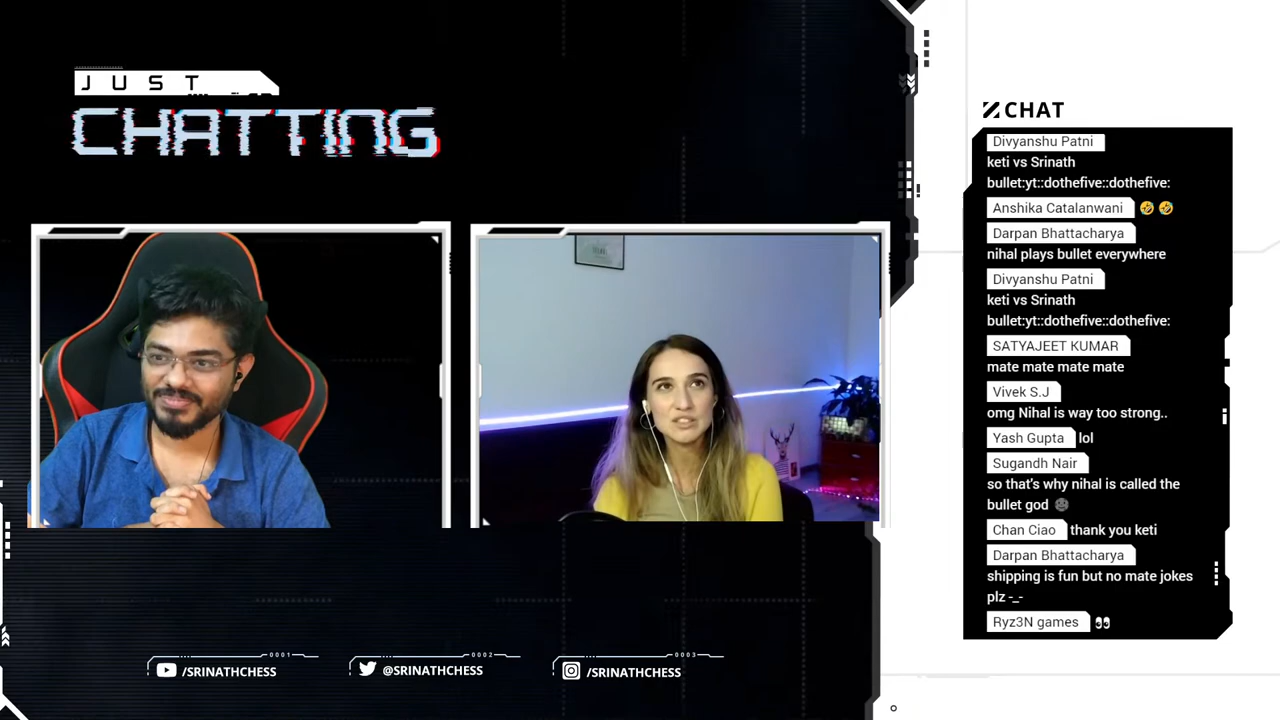 JUST
CHATTING
CHAT
Divyanshu Patni
keti vs Srinath
bullet:yt::dothefive::dothefive:
Anshika Catalanwani 🤣 🤣
Darpan Bhattacharya
nihal plays bullet everywhere
Divyanshu Patni
keti vs Srinath
bullet:yt::dothefive::dothefive:
SATYAJEET KUMAR
mate mate mate mate
Vivek S.J
omg Nihal is way too strong..
Yash Gupta lol
Sugandh Nair
so that's why nihal is called the
bullet god
Chan Ciao thank you keti
Darpan Bhattacharya
shipping is fun but no mate jokes
plz -_-
Ryz3N games 👀
0001
/SRINATHCHESS
0002
@SRINATHCHESS
0003
/SRINATHCHESS